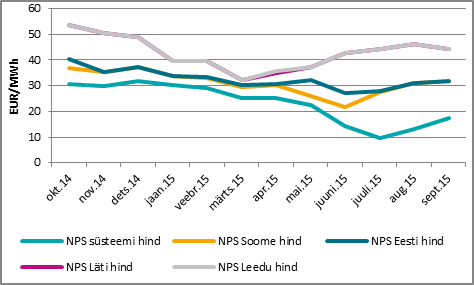 EUR/MWh
60
50
40
30
20
10
0
okt.14 nov.14 dets.14 jaan.15 veebr.15 märts.15 apr.15 mai.15 juuni.15 juuli.15 aug.15 sept.15
NPS süsteemi hind NPS Soome hind NPS Eesti hind
NPS Läti hind NPS Leedu hind